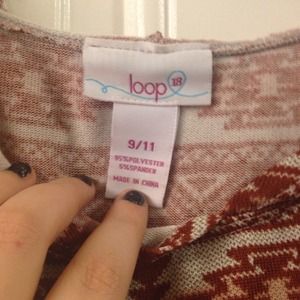 loop 18
9/11
95%POLYESTER
5%SPANDEX
MADE IN CHINA